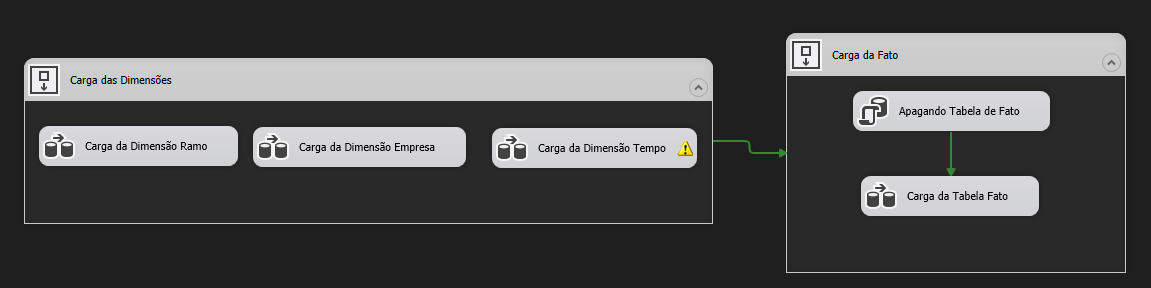 Carga das Dimensões
Carga da Dimensão Ramo
Carga da Dimensão Empresa
Carga da Dimensão Tempo
Carga da Fato
Apagando Tabela de Fato
Carga da Tabela Fato